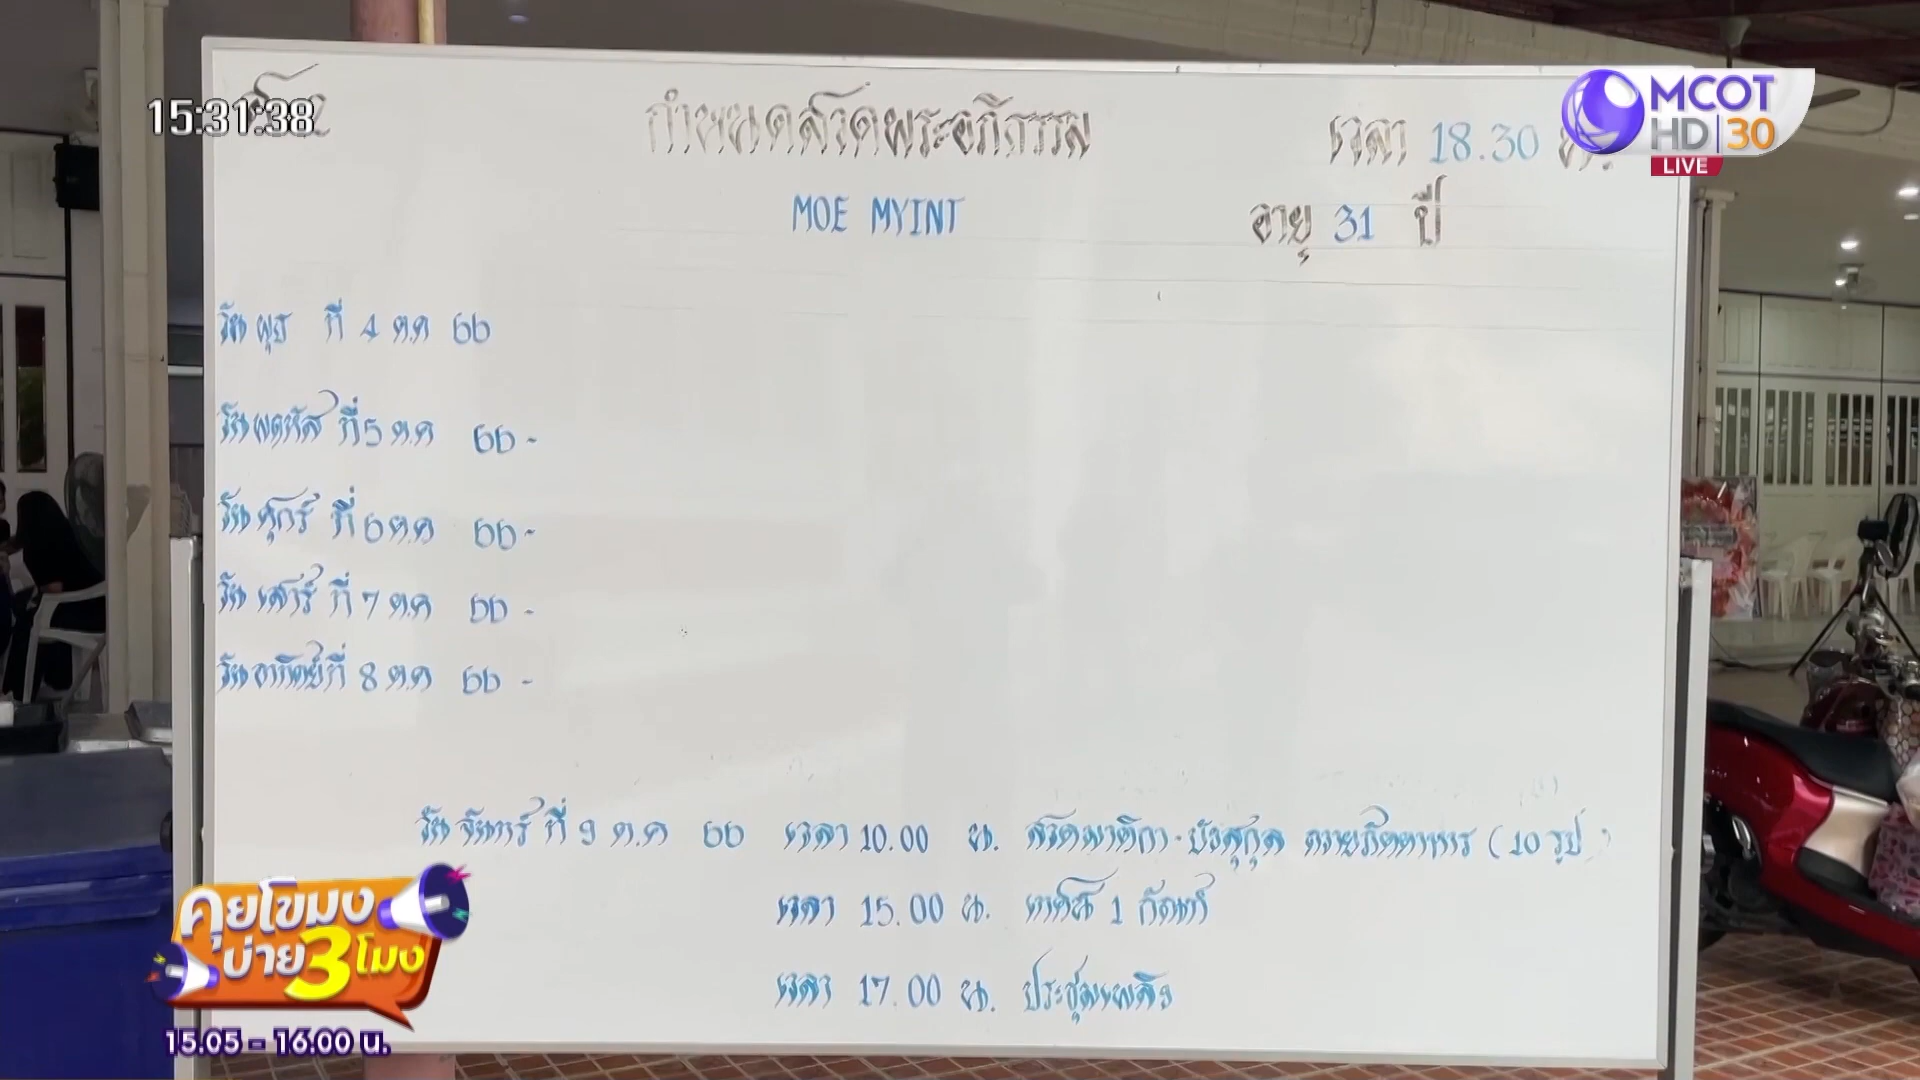 15:31:38
กำหนดสวดพระอภิธรรม เวลา 18.30 น.
MCOT
HD 30
LIVE
MOE MYINT อายุ 31 ปี
วันพุธ ที่ 4 ต.ค 66
วันพฤหัส ที่ 5 ต.ค 66 -
วันศุกร์ ที่ 6 ต.ค 66 -
วันเสาร์ ที่ 7 ต.ค 66 -
วันอาทิตย์ที่ 8 ต.ค 66 -
วันจันทร์ ที่ 9 ต.ค 66 เวลา 10.00 น. สวดมาติกา - บังสุกุล ถวายภัตตาหาร (10 รูป)
เวลา 15.00 น. เทศน์ 1 กัณฑ์
เวลา 17.00 น. ประชุมเพลิง
คุยโขมง
บ่าย 3 โมง
15.05 - 16.00 น.